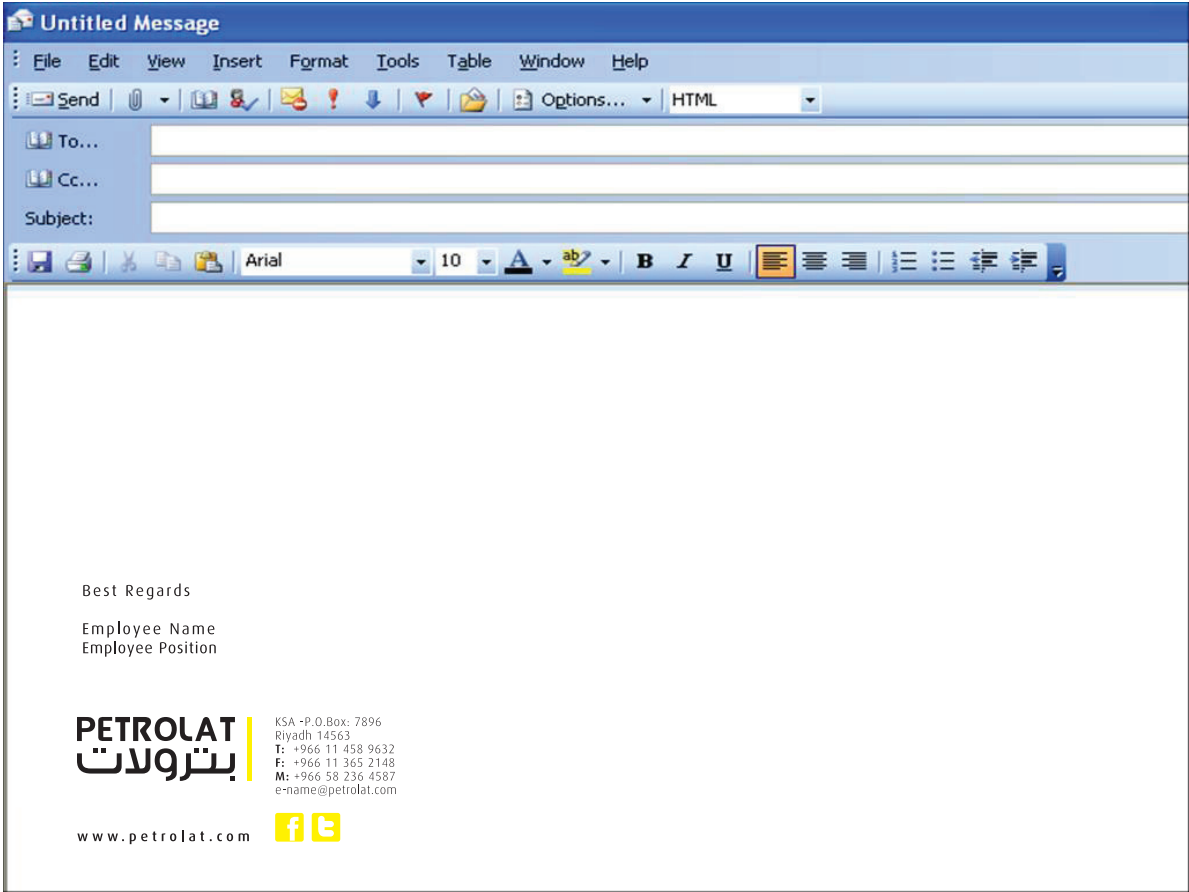 Untitled Message
File Edit View Insert Format Tools Table Window Help
Send Options... HTML
To...
Cc...
Subject:
Arial 10 A ab B I U
Best Regards
Employee Name
Employee Position
PETROLAT
بترولات
KSA -P.O.Box: 7896
Riyadh 14563
T: +966 11 458 9632
F: +966 11 365 2148
M: +966 58 236 4587
e-name@petrolat.com
www.petrolat.com